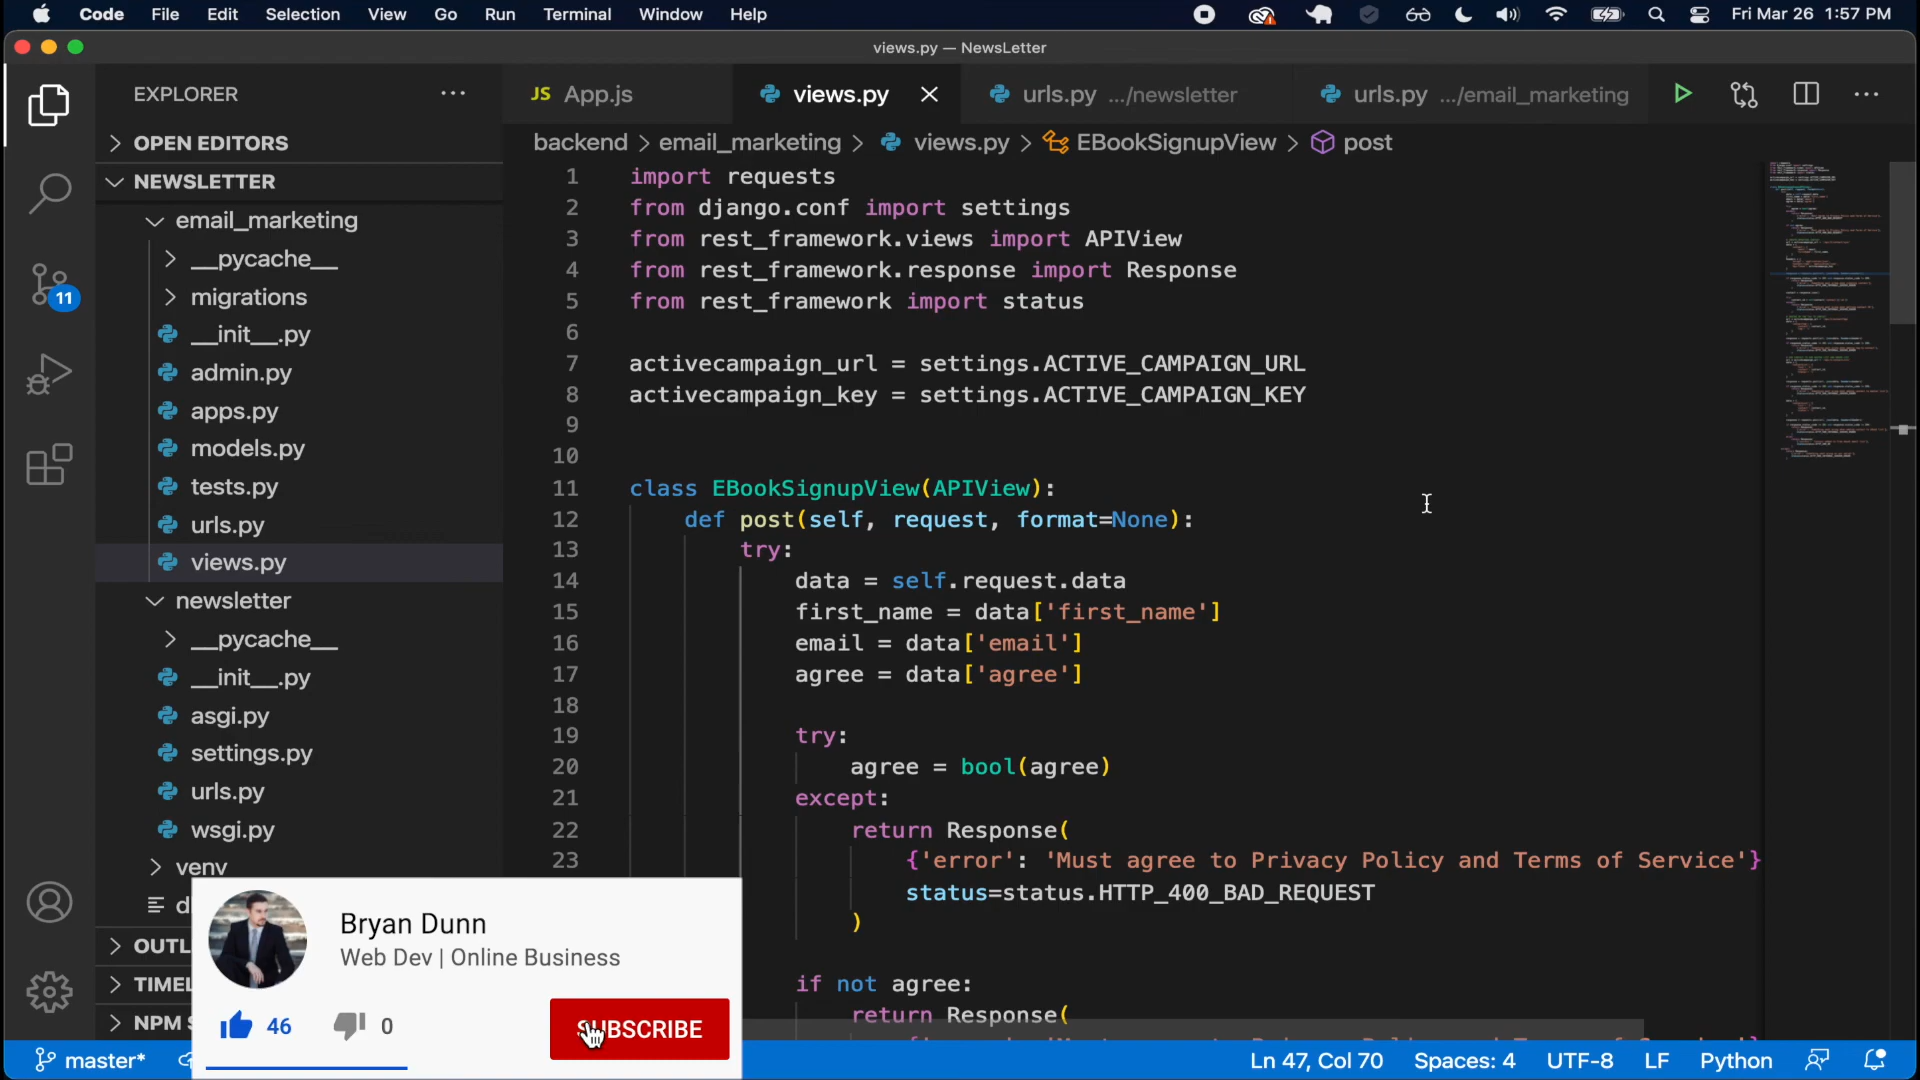 Code File Edit Selection View Go Run Terminal Window Help Fri Mar 26 1:57 PM
views.py — NewsLetter
EXPLORER
OPEN EDITORS
NEWSLETTER
email_marketing
__pycache__
migrations
__init__.py
admin.py
apps.py
models.py
tests.py
urls.py
views.py
newsletter
__pycache__
__init__.py
asgi.py
settings.py
urls.py
wsgi.py
venv
OUTL
TIMEL
NPM
11
JS App.js views.py urls.py .../newsletter urls.py .../email_marketing
backend > email_marketing > views.py > EBookSignupView > post
1 import requests
2 from django.conf import settings
3 from rest_framework.views import APIView
4 from rest_framework.response import Response
5 from rest_framework import status
6
7 activecampaign_url = settings.ACTIVE_CAMPAIGN_URL
8 activecampaign_key = settings.ACTIVE_CAMPAIGN_KEY
9
10
11 class EBookSignupView(APIView):
12 def post(self, request, format=None):
13 try:
14 data = self.request.data
15 first_name = data['first_name']
16 email = data['email']
17 agree = data['agree']
18
19 try:
20 agree = bool(agree)
21 except:
22 return Response(
23 {'error': 'Must agree to Privacy Policy and Terms of Service'}
status=status.HTTP_400_BAD_REQUEST
)
if not agree:
return Response(
Bryan Dunn
Web Dev | Online Business
46 0 SUBSCRIBE
master* Ln 47, Col 70 Spaces: 4 UTF-8 LF Python